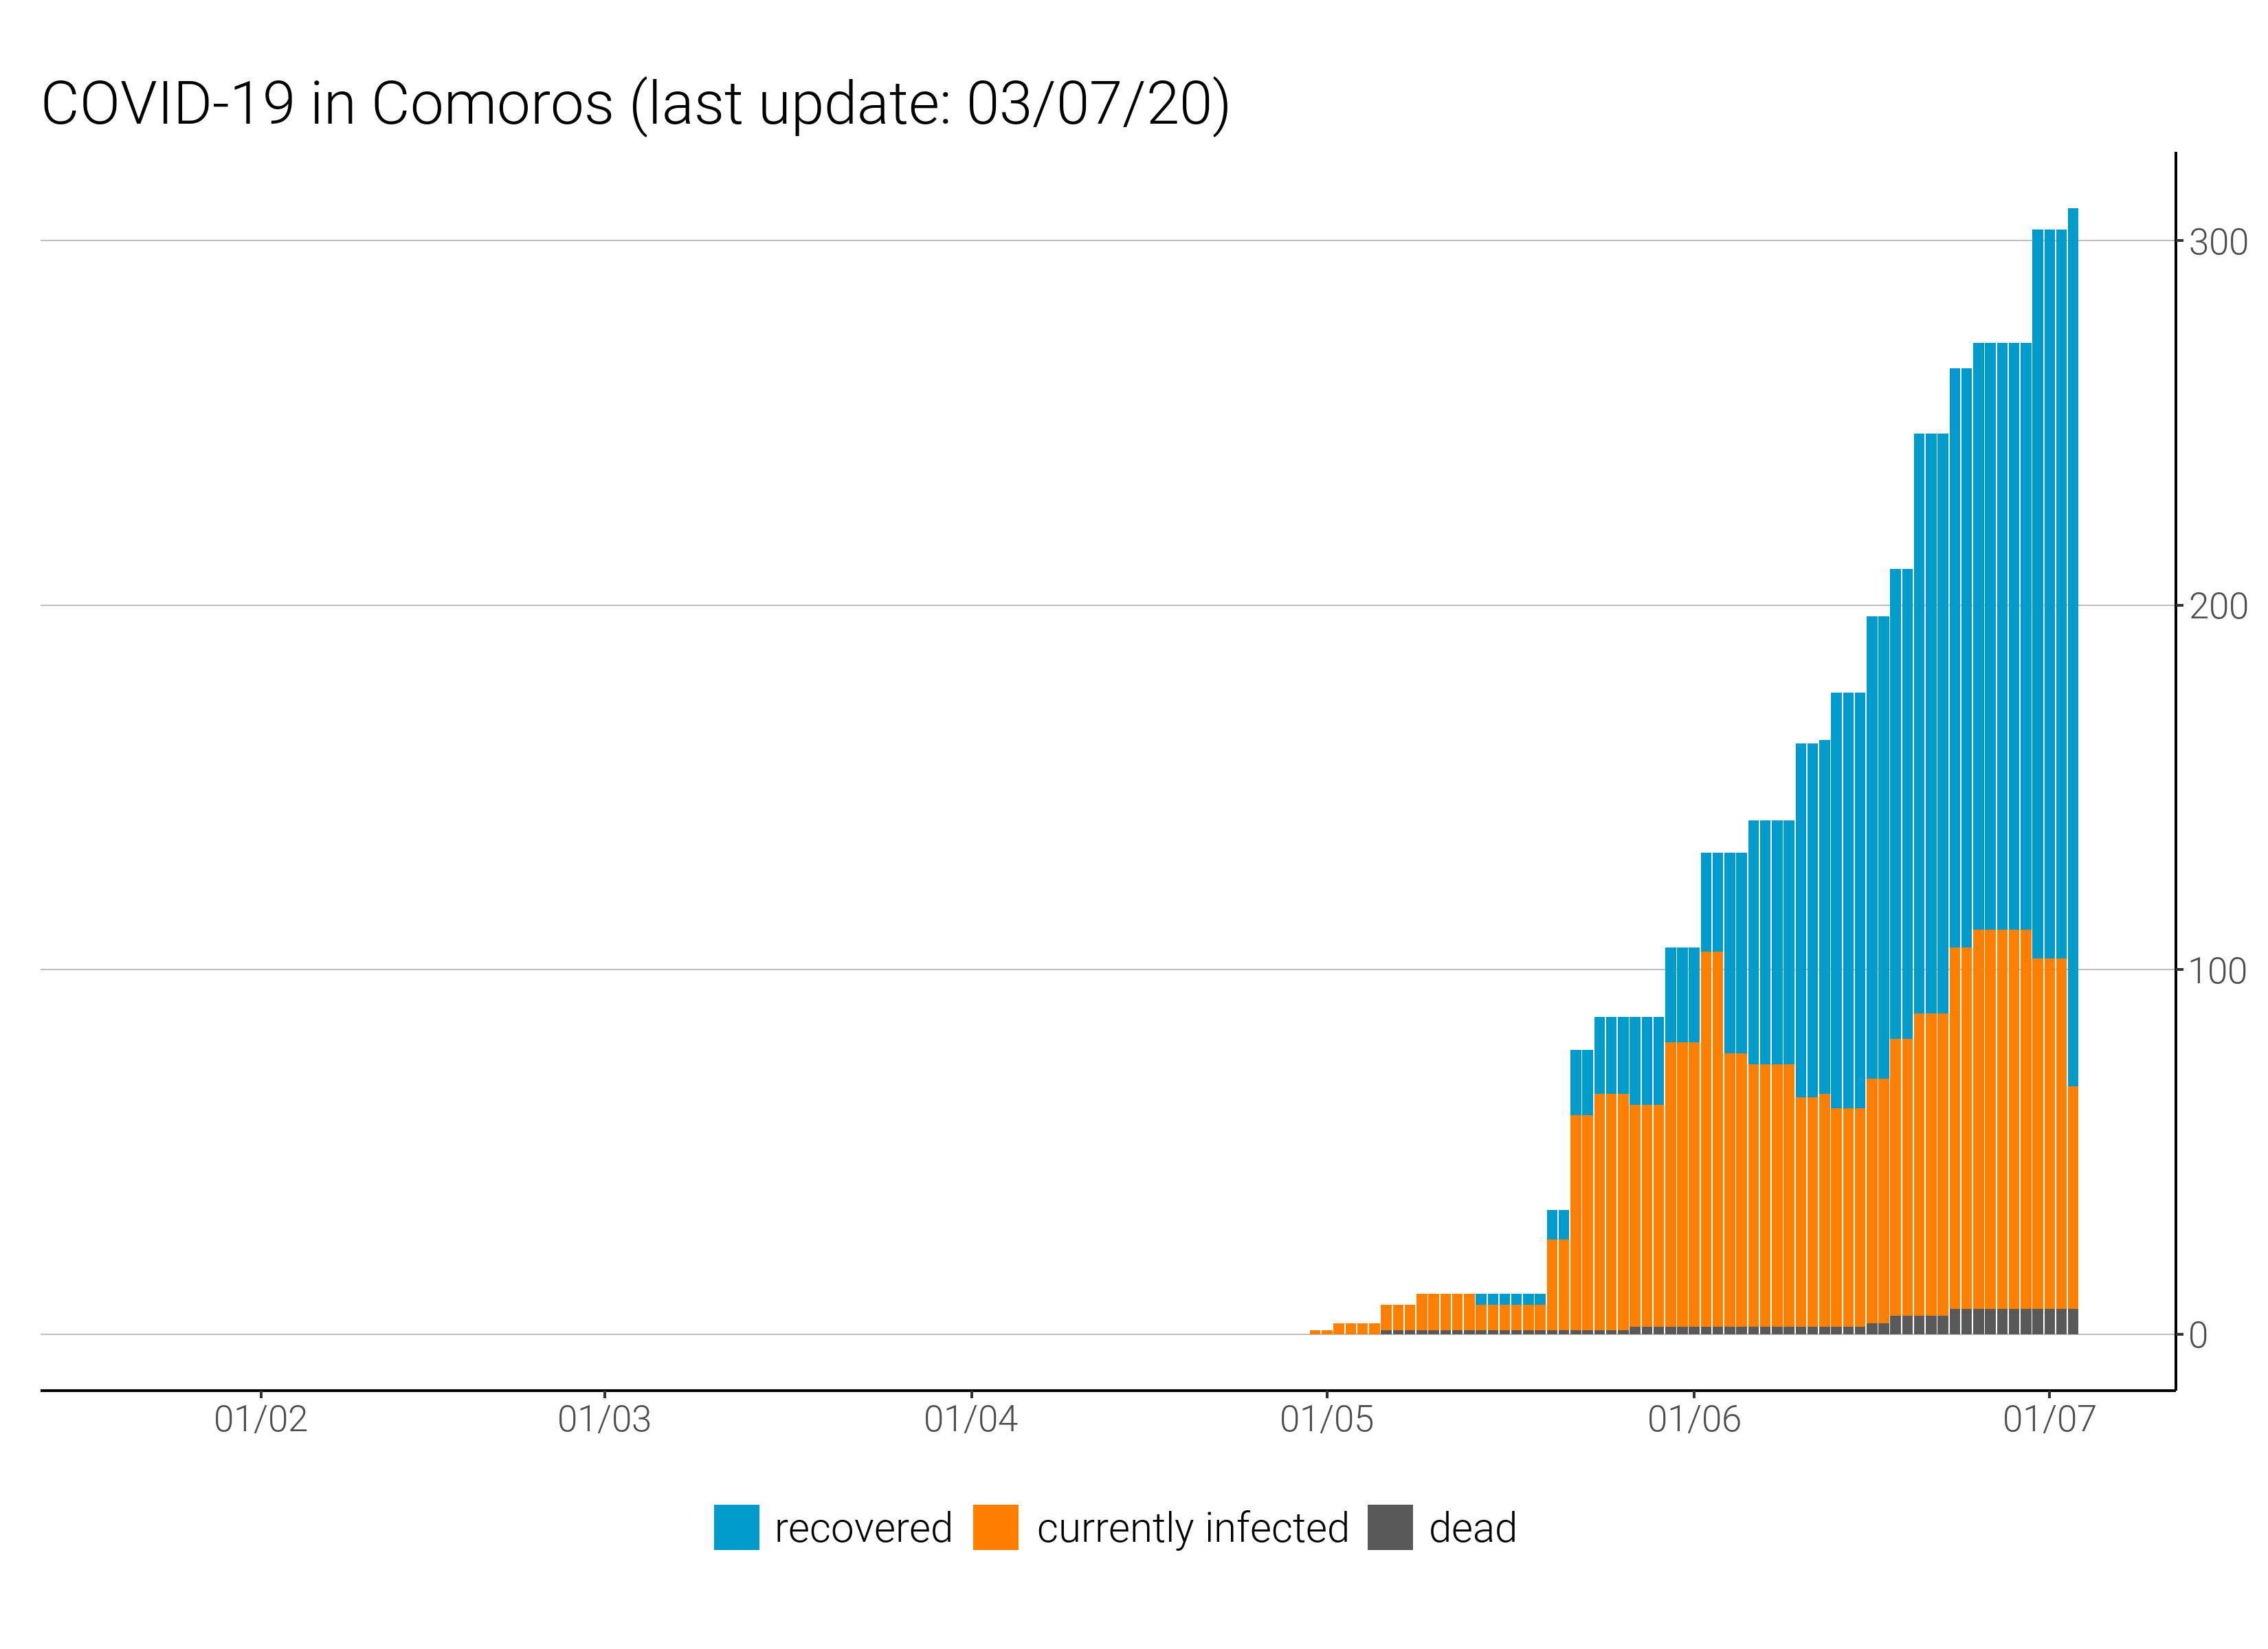 COVID-19 in Comoros (last update: 03/07/20)
300
200
100
0
01/02 01/03 01/04 01/05 01/06 01/07
recovered currently infected dead